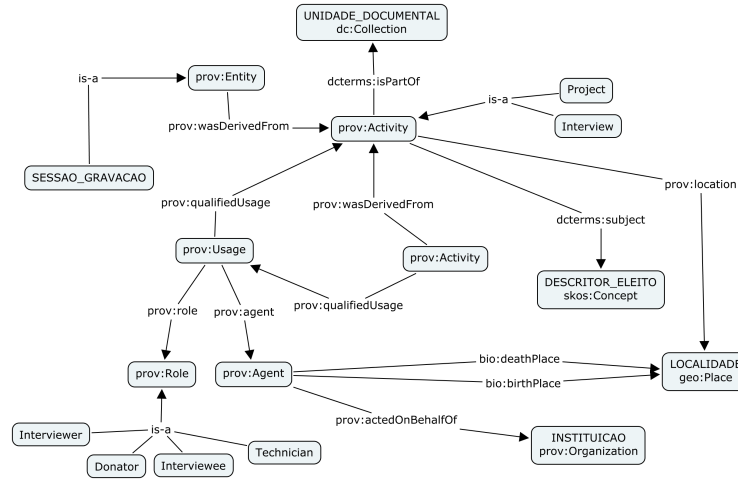 UNIDADE_DOCUMENTAL
dc:Collection
is-a
prov:Entity
dcterms:isPartOf
Project
is-a
prov:wasDerivedFrom
prov:Activity
Interview
SESSAO_GRAVACAO
prov:location
prov:qualifiedUsage
prov:wasDerivedFrom
dcterms:subject
prov:Usage
prov:Activity
DESCRITOR_ELEITO
skos:Concept
prov:qualifiedUsage
prov:role
prov:agent
bio:deathPlace
LOCALIDADE
geo:Place
prov:Role
prov:Agent
bio:birthPlace
prov:actedOnBehalfOf
is-a
Interviewer
INSTITUICAO
prov:Organization
Technician
Donator
Interviewee